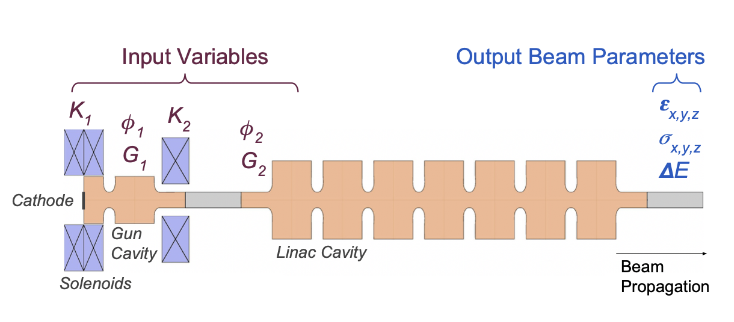 Input Variables
Output Beam Parameters
K1
ϕ1
G1
K2
ϕ2
G2
εx,y,z
σx,y,z
ΔE
Cathode
Gun
Cavity
Solenoids
Linac Cavity
Beam
Propagation